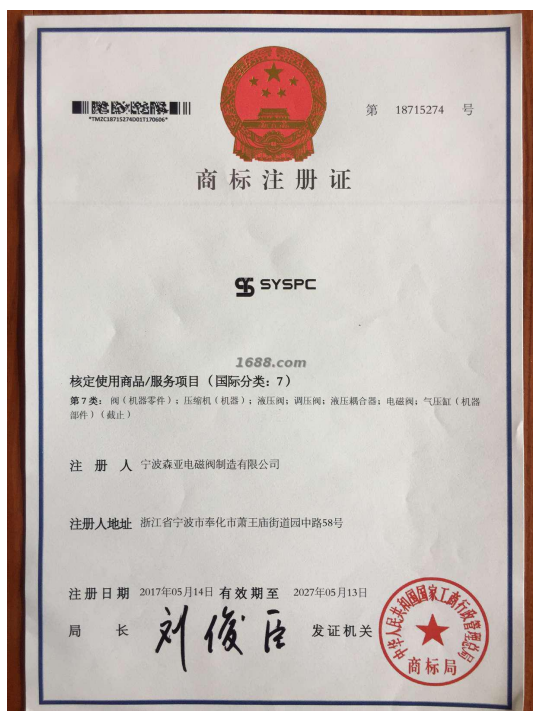 第 18715274 号
*TMZC18715274D01T170606*
商标注册证
SYSPC
1688.com
核定使用商品/服务项目（国际分类：7）
第7类：阀（机器零件）；压缩机（机器）；液压阀；调压阀；液压耦合器；电磁阀；气压缸（机器
部件）（截止）
注册人 宁波森亚电磁阀制造有限公司
注册人地址 浙江省宁波市奉化市萧王庙街道园中路58号
注册日期 2017年05月14日 有效期至 2027年05月13日
局长 刘俊臣 发证机关
中华人民共和国国家工商行政管理总局
商标局